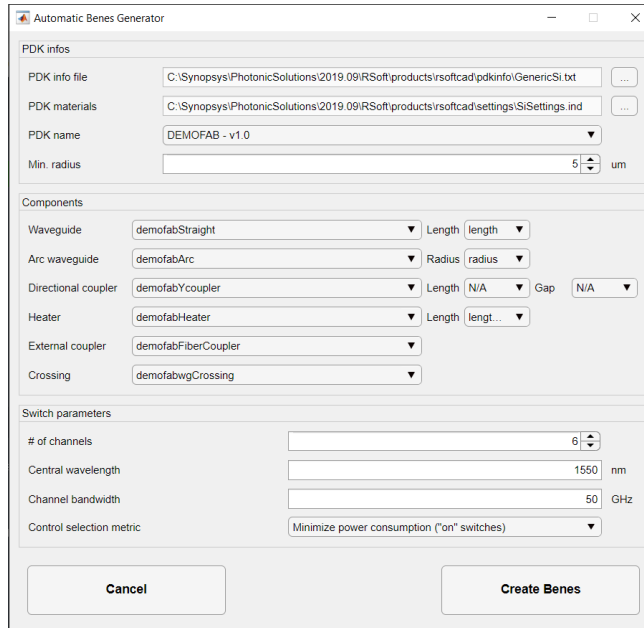 Automatic Benes Generator
PDK infos
PDK info file C:\Synopsys\PhotonicSolutions\2019.09\RSoft\products\rsoftcad\pdkinfo\GenericSi.txt ...
PDK materials C:\Synopsys\PhotonicSolutions\2019.09\RSoft\products\rsoftcad\settings\SiSettings.ind ...
PDK name DEMOFAB - v1.0
Min. radius 5 um
Components
Waveguide demofabStraight Length length
Arc waveguide demofabArc Radius radius
Directional coupler demofabYcoupler Length N/A Gap N/A
Heater demofabHeater Length lengt...
External coupler demofabFiberCoupler
Crossing demofabwgCrossing
Switch parameters
# of channels 6
Central wavelength 1550 nm
Channel bandwidth 50 GHz
Control selection metric Minimize power consumption ("on" switches)
Cancel Create Benes